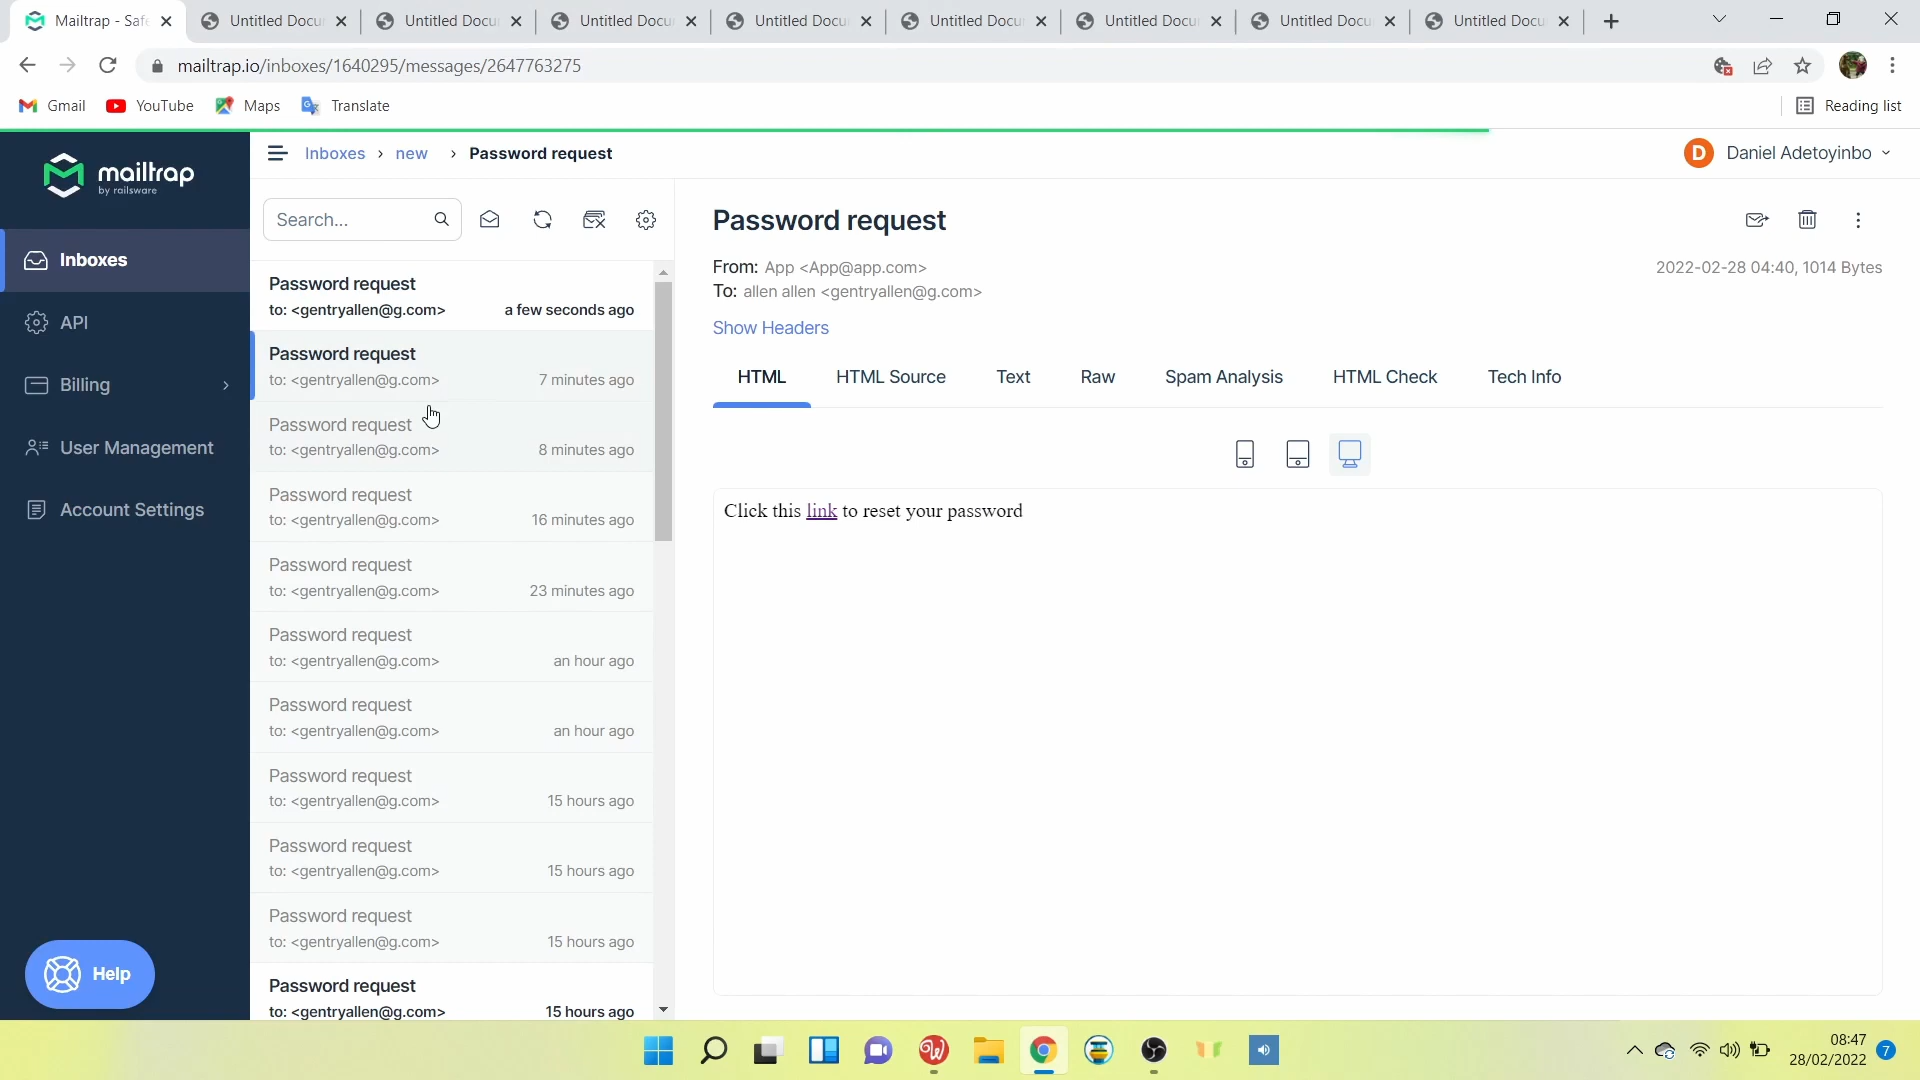 Mailtrap - Safe
Untitled Docu
Untitled Docu
Untitled Docu
Untitled Docu
Untitled Docu
Untitled Docu
Untitled Docu
Untitled Docu
mailtrap.io/inboxes/1640295/messages/2647763275
Gmail
YouTube
Maps
Translate
Reading list
mailtrap
by railsware
Inboxes › new › Password request
D
Daniel Adetoyinbo
Inboxes
API
Billing
User Management
Account Settings
Help
Search...
Password request
to: <gentryallen@g.com> a few seconds ago
Password request
to: <gentryallen@g.com> 7 minutes ago
Password request
to: <gentryallen@g.com> 8 minutes ago
Password request
to: <gentryallen@g.com> 16 minutes ago
Password request
to: <gentryallen@g.com> 23 minutes ago
Password request
to: <gentryallen@g.com> an hour ago
Password request
to: <gentryallen@g.com> an hour ago
Password request
to: <gentryallen@g.com> 15 hours ago
Password request
to: <gentryallen@g.com> 15 hours ago
Password request
to: <gentryallen@g.com> 15 hours ago
Password request
to: <gentryallen@g.com> 15 hours ago
Password request
From: App <App@app.com>
2022-02-28 04:40, 1014 Bytes
To: allen allen <gentryallen@g.com>
Show Headers
HTML
HTML Source
Text
Raw
Spam Analysis
HTML Check
Tech Info
Click this link to reset your password
08:47
28/02/2022
7